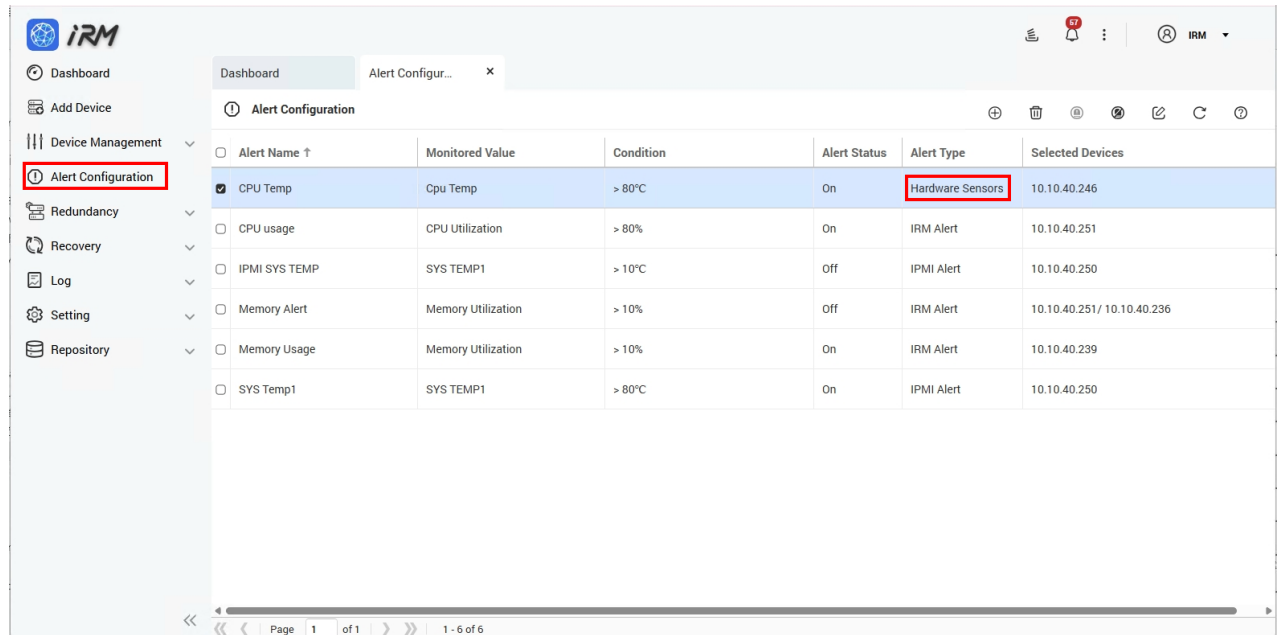 iRM
67
IRM
Dashboard
Add Device
Device Management
Alert Configuration
Redundancy
Recovery
Log
Setting
Repository
Dashboard
Alert Configur...
Alert Configuration
Alert Name ↑ Monitored Value Condition Alert Status Alert Type Selected Devices
CPU Temp Cpu Temp > 80°C On Hardware Sensors 10.10.40.246
CPU usage CPU Utilization > 80% On IRM Alert 10.10.40.251
IPMI SYS TEMP SYS TEMP1 > 10°C Off IPMI Alert 10.10.40.250
Memory Alert Memory Utilization > 10% Off IRM Alert 10.10.40.251/ 10.10.40.236
Memory Usage Memory Utilization > 10% On IRM Alert 10.10.40.239
SYS Temp1 SYS TEMP1 > 80°C On IPMI Alert 10.10.40.250
Page 1 of 1 1 - 6 of 6